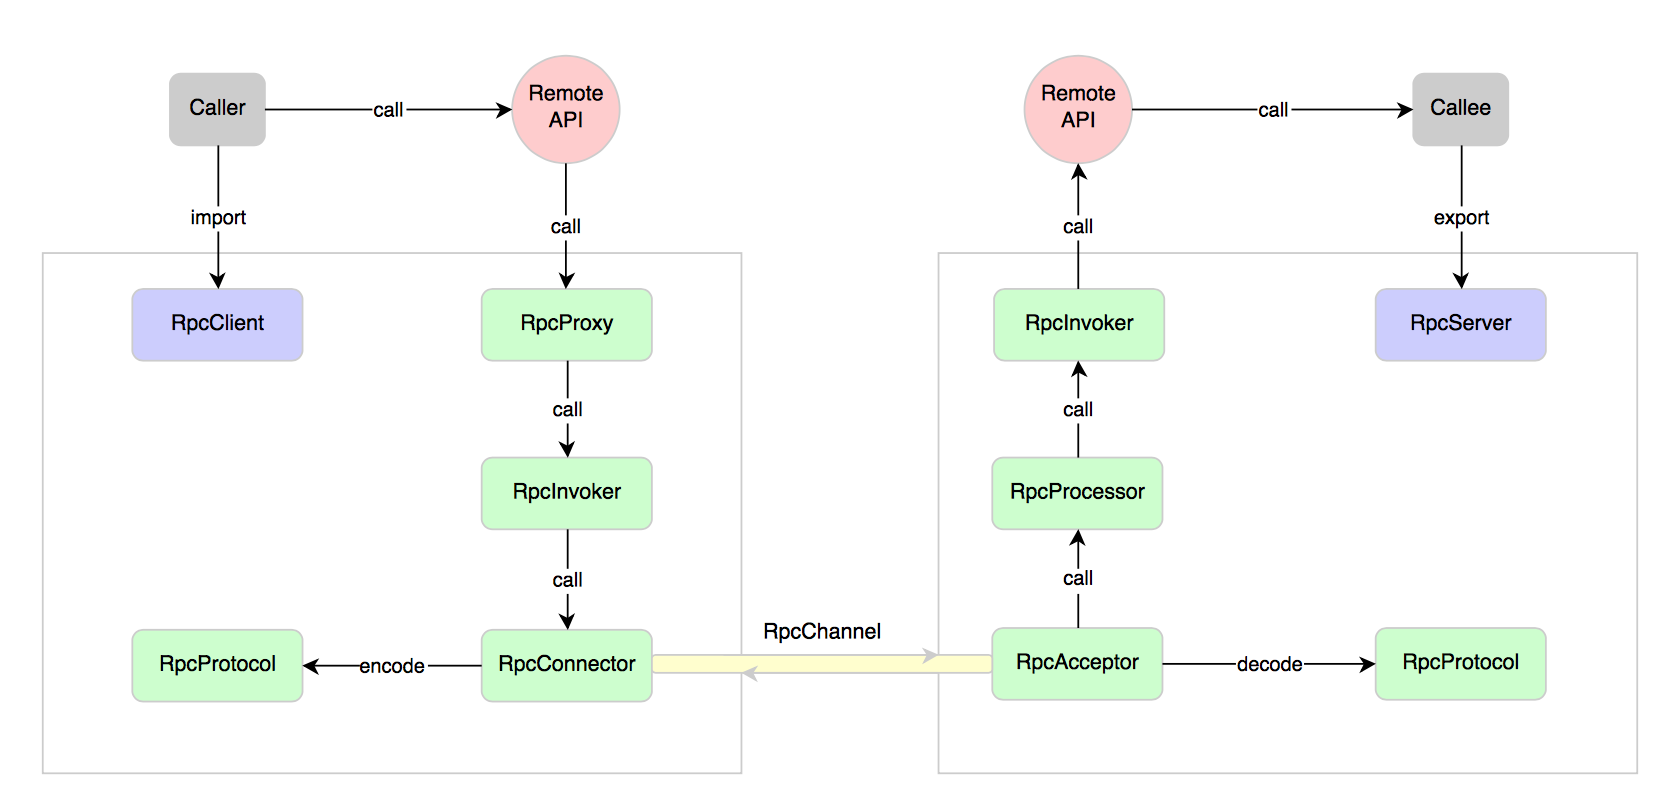 Caller
call
Remote
API
Remote
API
call
Callee
import
call
call
export
RpcClient
RpcProxy
RpcInvoker
RpcServer
call
call
RpcInvoker
RpcProcessor
call
call
RpcChannel
RpcProtocol
encode
RpcConnector
RpcAcceptor
decode
RpcProtocol